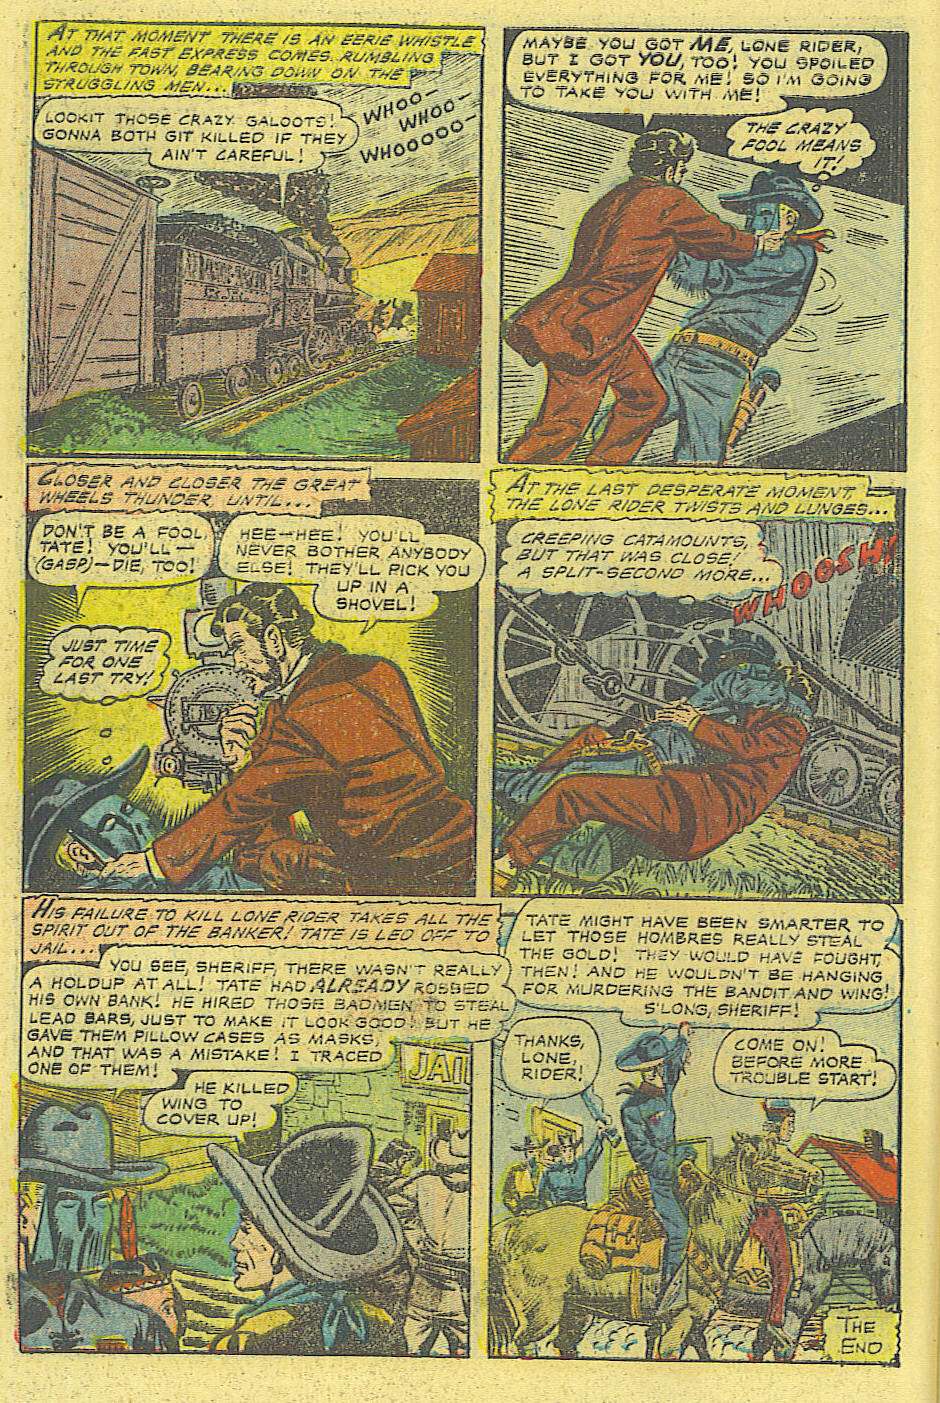 AT THAT MOMENT THERE IS AN EERIE WHISTLE
AND THE FAST EXPRESS COMES RUMBLING
THROUGH TOWN, BEARING DOWN ON THE
STRUGGLING MEN...
LOOKIT THOSE CRAZY GALOOTS!
GONNA BOTH GIT KILLED IF THEY
AIN'T CAREFUL!
WHOO-
WHOO-
WHOOOOO-
MAYBE YOU GOT ME, LONE RIDER,
BUT I GOT YOU, TOO! YOU SPOILED
EVERYTHING FOR ME! SO I'M GOING
TO TAKE YOU WITH ME!
THE CRAZY
FOOL MEANS
IT!
CLOSER AND CLOSER THE GREAT
WHEELS THUNDER, UNTIL...
DON'T BE A FOOL,
TATE! YOU'LL-
(GASP)-DIE, TOO!
HEE-HEE! YOU'LL
NEVER BOTHER ANYBODY
ELSE! THEY'LL PICK YOU
UP IN A
SHOVEL!
JUST TIME
FOR ONE
LAST TRY!
AT THE LAST DESPERATE MOMENT,
THE LONE RIDER TWISTS AND LUNGES...
CREEPING CATAMOUNTS,
BUT THAT WAS CLOSE!
A SPLIT-SECOND MORE...
WHOOSH!
HIS FAILURE TO KILL LONE RIDER TAKES ALL THE
SPIRIT OUT OF THE BANKER! TATE IS LED OFF TO
JAIL...
YOU SEE, SHERIFF, THERE WASN'T REALLY
A HOLDUP AT ALL! TATE HAD ALREADY ROBBED
HIS OWN BANK! HE HIRED THOSE BADMEN TO STEAL
LEAD BARS, JUST TO MAKE IT LOOK GOOD! BUT HE
GAVE THEM PILLOW CASES AS MASKS,
AND THAT WAS A MISTAKE! I TRACED
ONE OF THEM!
JAIL
HE KILLED
WING TO
COVER UP!
TATE MIGHT HAVE BEEN SMARTER TO
LET THOSE HOMBRES REALLY STEAL
THE GOLD! THEY WOULD HAVE FOUGHT,
THEN! AND HE WOULDN'T BE HANGING
FOR MURDERING THE BANDIT AND WING!
S'LONG, SHERIFF!
THANKS,
LONE,
RIDER!
COME ON!
BEFORE MORE
TROUBLE START!
THE
END